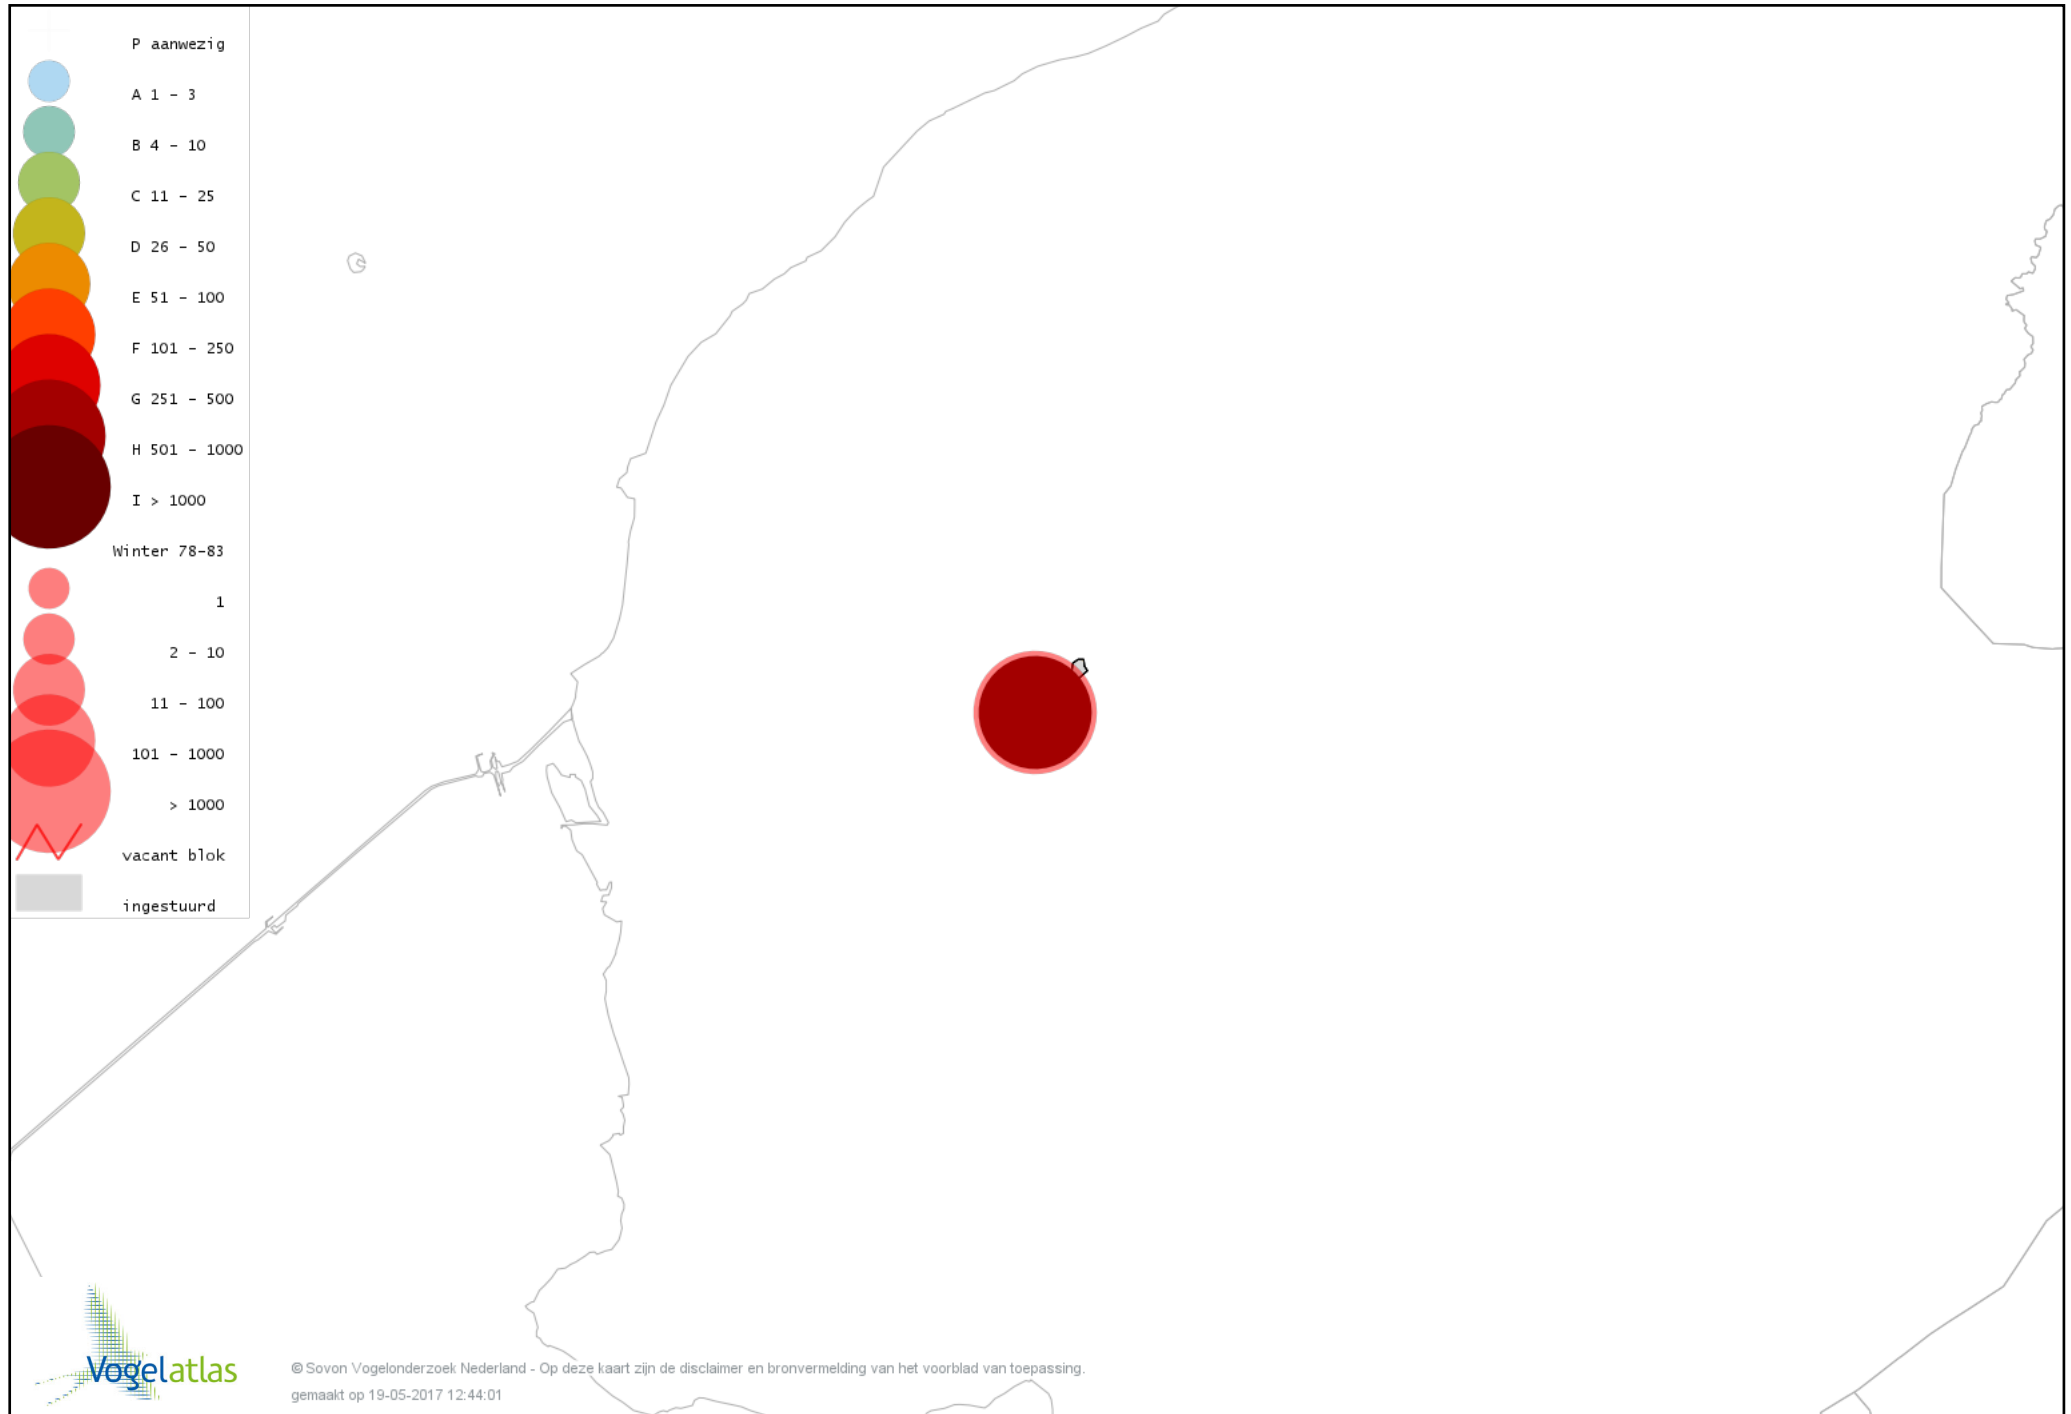 P aanwezig
A 1 - 3
B 4 - 10
C 11 - 25
D 26 - 50
E 51 - 100
F 101 - 250
G 251 - 500
H 501 - 1000
I > 1000
Winter 78-83
1
2 - 10
11 - 100
101 - 1000
> 1000
vacant blok
ingestuurd
Vogelatlas
© Sovon Vogelonderzoek Nederland - Op deze kaart zijn de disclaimer en bronvermelding van het voorblad van toepassing.
gemaakt op 19-05-2017 12:44:01